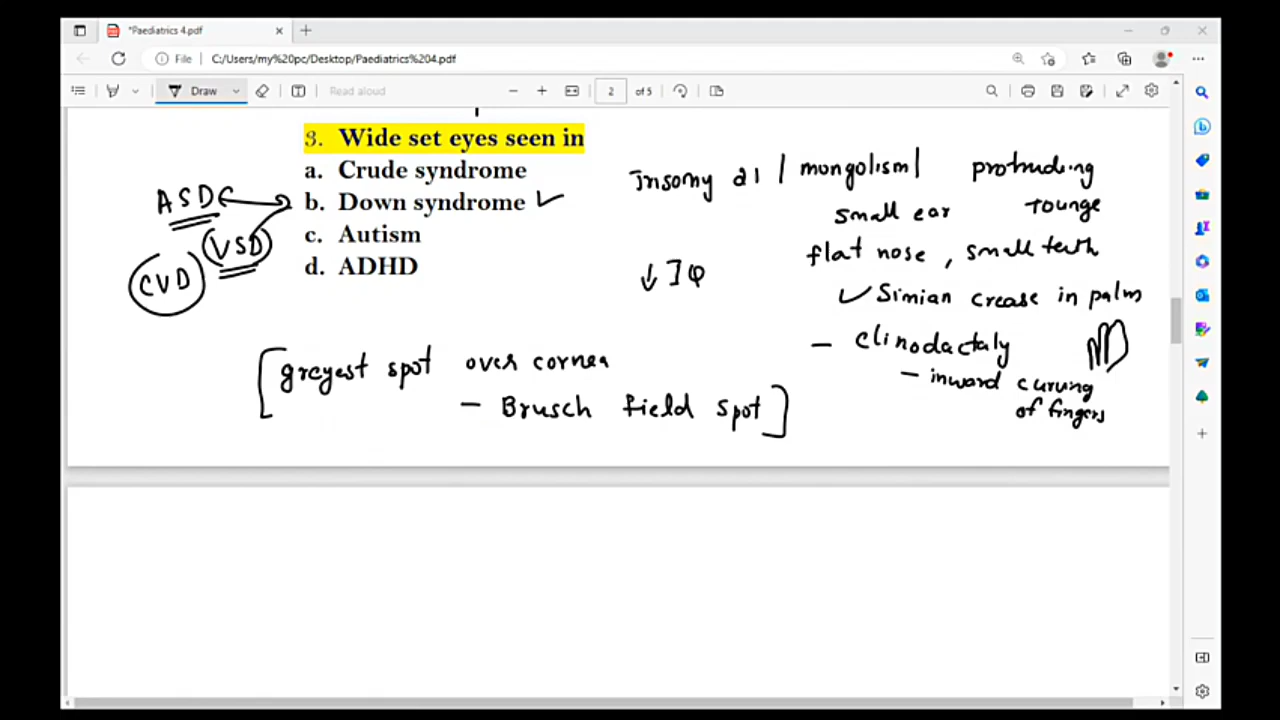 *Paediatrics 4.pdf
File
C:/Users/my%20pc/Desktop/Paediatrics%204.pdf
Draw
Read aloud
2
of 5
3. Wide set eyes seen in
a. Crude syndrome
b. Down syndrome
c. Autism
d. ADHD
ASD
VSD
CVD
Trisomy 21 | mongolism |
protruding
tounge
small ear
flat nose, small teeth
↓ IQ
Simian crease in palm
- clinodactaly
- inward curving
of fingers
[greyest spot over cornea
- Brusch field spot]